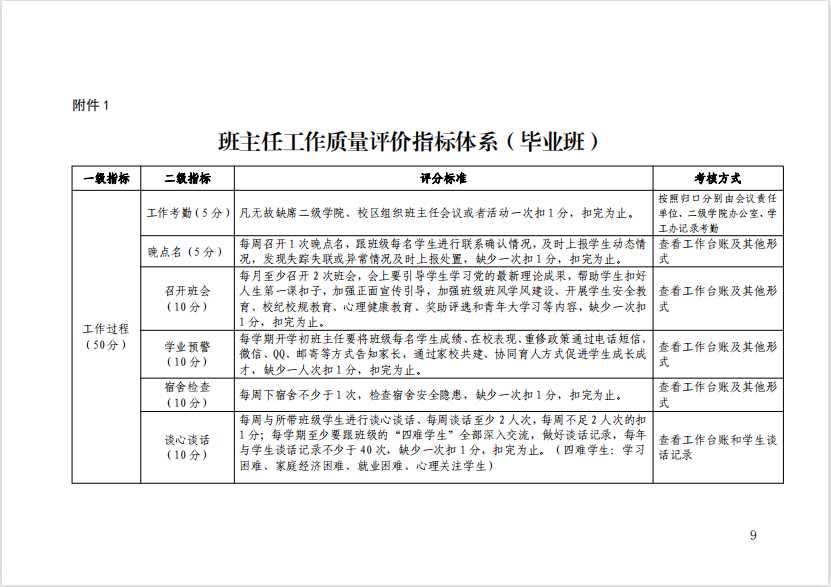 附件 1
班主任工作质量评价指标体系（毕业班）
一级指标 二级指标 评分标准 考核方式
工作过程
（50分）
工作考勤（5 分）
凡无故缺席二级学院、校区组织班主任会议或者活动一次扣 1 分，扣完为止。
按照归口分别由会议责任
单位、二级学院办公室、学
工办记录考勤
晚点名（5 分）
每周召开 1 次晚点名，跟班级每名学生进行联系确认情况，及时上报学生动态情
况，发现失踪失联或异常情况及时上报处置，缺少一次扣 1 分，扣完为止。
查看工作台账及其他形
式
召开班会
（10 分）
每月至少召开 2 次班会，会上要引导学生学习党的最新理论成果，帮助学生扣好
人生第一课扣子，加强正面宣传引导，加强班级班风学风建设、开展学生安全教
育、校纪校规教育、心理健康教育、奖助评选和青年大学习等内容，缺少一次扣
1 分，扣完为止。
查看工作台账及其他形
式
学业预警
（10 分）
每学期开学初班主任要将班级每名学生成绩、在校表现、重修政策通过电话短信、
微信、QQ、邮寄等方式告知家长，通过家校共建、协同育人方式促进学生成长成
才，缺少一人次扣 1 分，扣完为止。
查看工作台账及其他形
式
宿舍检查
（10 分）
每周下宿舍不少于 1 次，检查宿舍安全隐患，缺少一次扣 1 分，扣完为止。
查看工作台账及其他形
式
谈心谈话
（10 分）
每周与所带班级学生进行谈心谈话、每周谈话至少 2 人次，每周不足 2 人次的扣
1 分；每学期至少要跟班级的“四难学生”全部深入交流，做好谈话记录，每年
与学生谈话记录不少于 40 次，缺少一次扣 1 分，扣完为止。（四难学生：学习
困难、家庭经济困难、就业困难、心理关注学生）
查看工作台账和学生谈
话记录
9